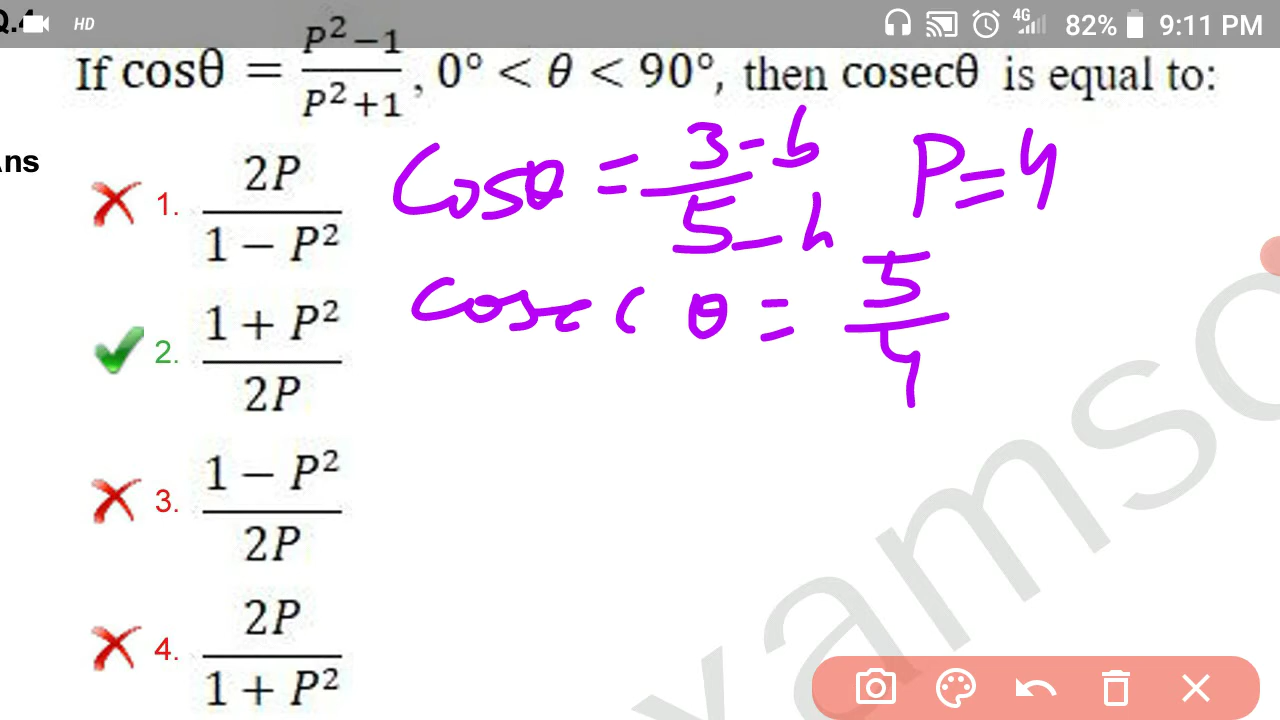 Q.4 HD 4G 82% 9:11 PM
If cosθ = P²−1/P²+1, 0° < θ < 90°, then cosecθ is equal to:
Ans
1. 2P/1 − P²
2. 1 + P²/2P
3. 1 − P²/2P
4. 2P/1 + P²
Cosθ = 3-b/5-h P=4
cosec θ = 5/4
amso